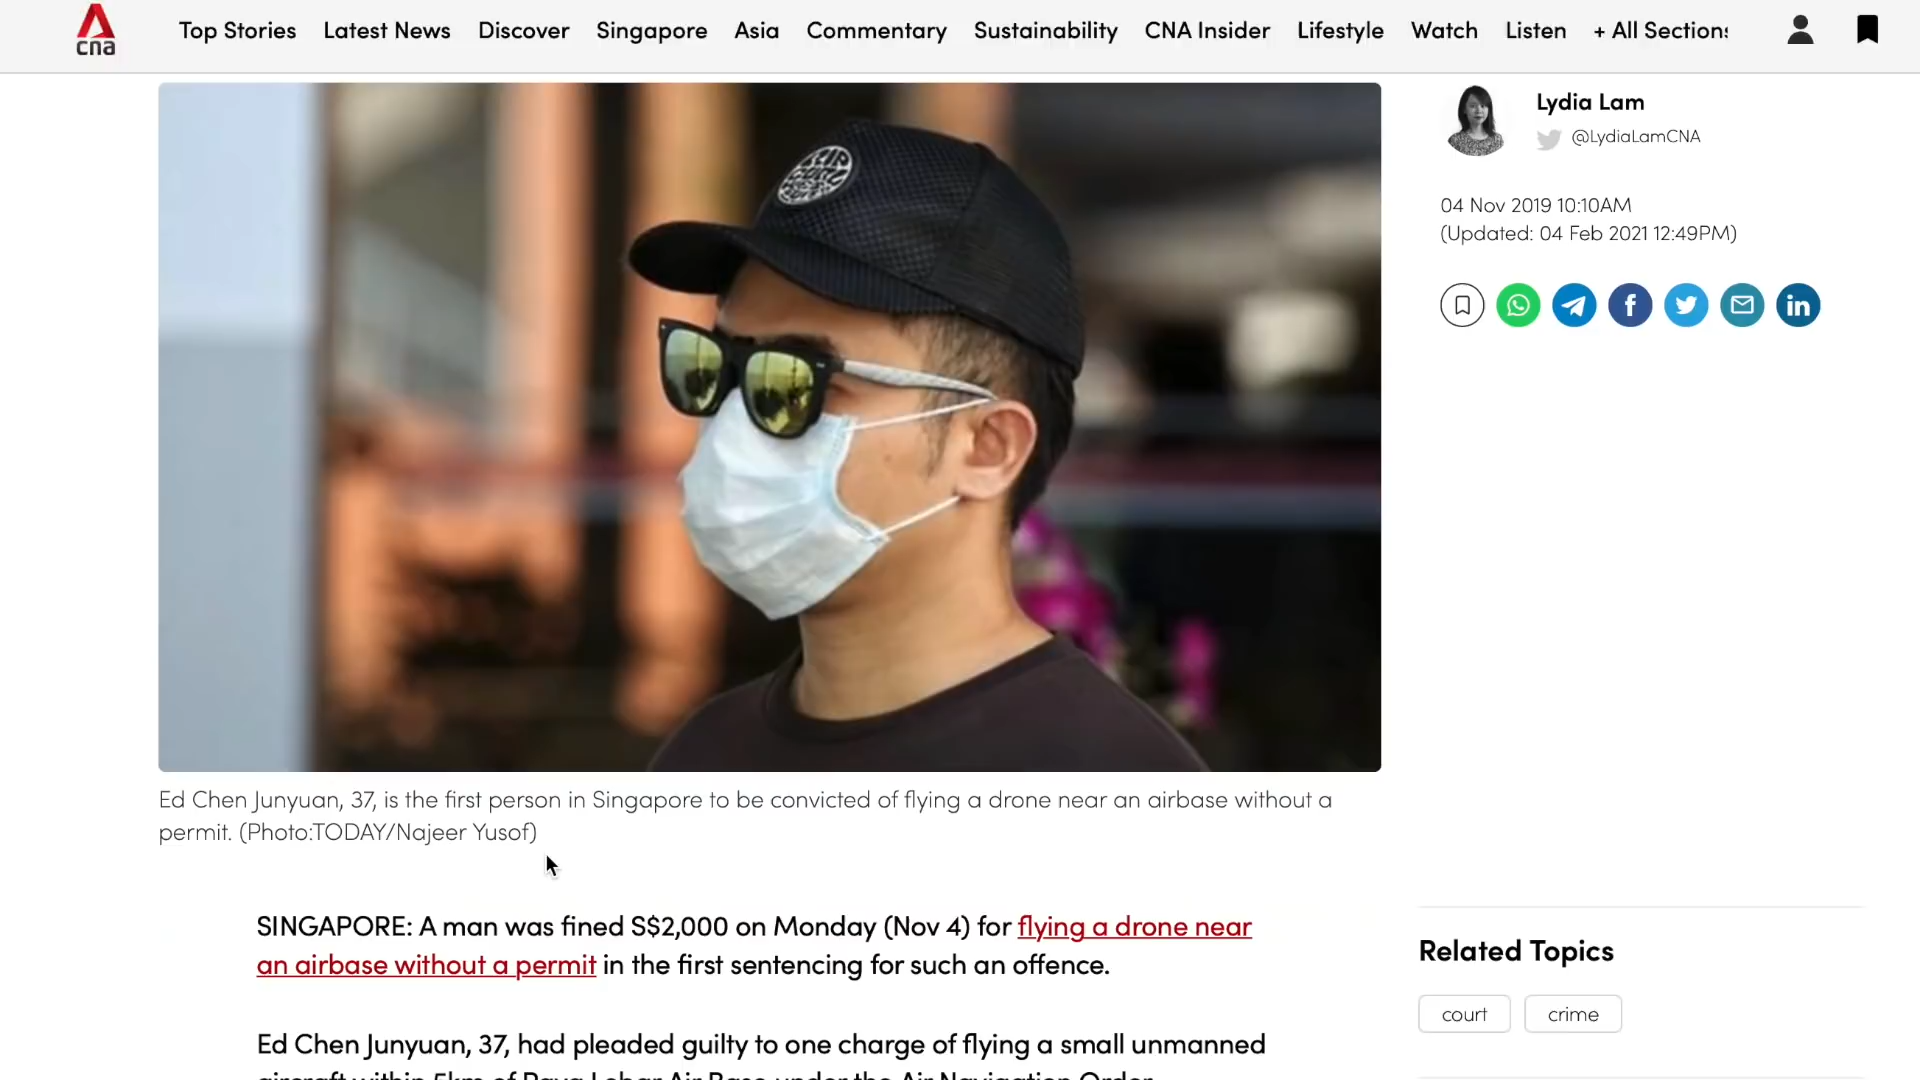 cna
Top Stories Latest News Discover Singapore Asia Commentary Sustainability CNA Insider Lifestyle Watch Listen + All Sections
Lydia Lam
@LydiaLamCNA
04 Nov 2019 10:10AM
(Updated: 04 Feb 2021 12:49PM)
Ed Chen Junyuan, 37, is the first person in Singapore to be convicted of flying a drone near an airbase without a
permit. (Photo:TODAY/Najeer Yusof)
SINGAPORE: A man was fined S$2,000 on Monday (Nov 4) for flying a drone near
an airbase without a permit in the first sentencing for such an offence.
Related Topics
court crime
Ed Chen Junyuan, 37, had pleaded guilty to one charge of flying a small unmanned
aircraft within 5km of Paya Lebar Air Base under the Air Navigation Order